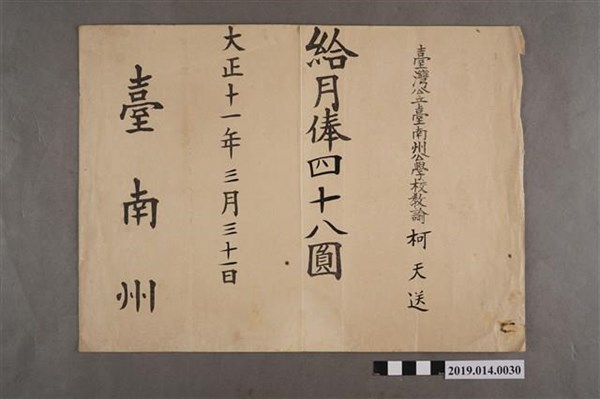 臺灣公立臺南州公學校教諭 柯天送
給月俸四十八圓
大正十一年三月三十一日
臺南州
2019.014.0030